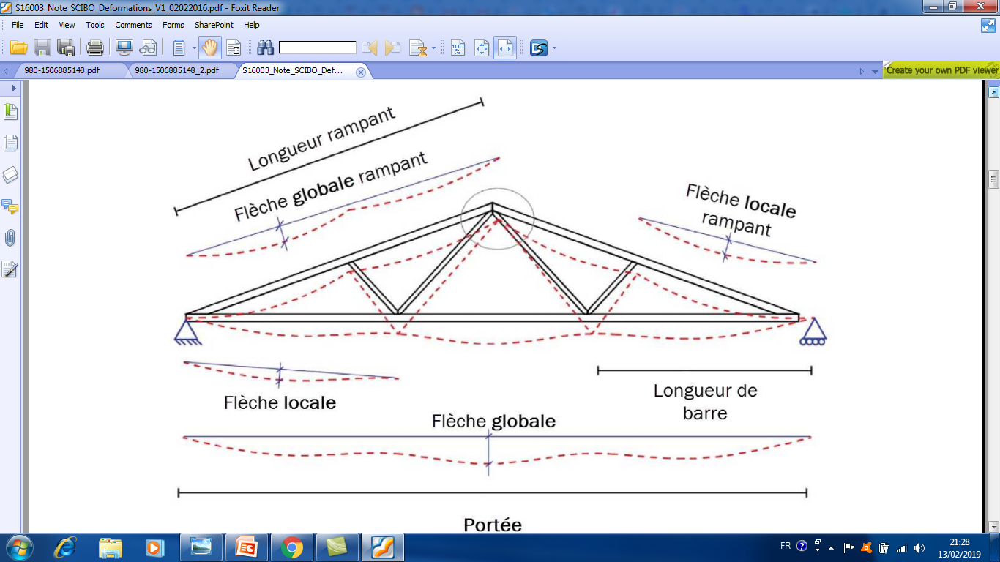 S16003_Note_SCIBO_Deformations_V1_02022016.pdf - Foxit Reader
File Edit View Tools Comments Forms SharePoint Help
980-1506885148.pdf 980-1506885148_2.pdf S16003_Note_SCIBO_Def... Create your own PDF viewer
Longueur rampant
Flèche globale rampant
Flèche locale
rampant
Flèche locale
Longueur de
barre
Flèche globale
Portée
FR 21:28
13/02/2019